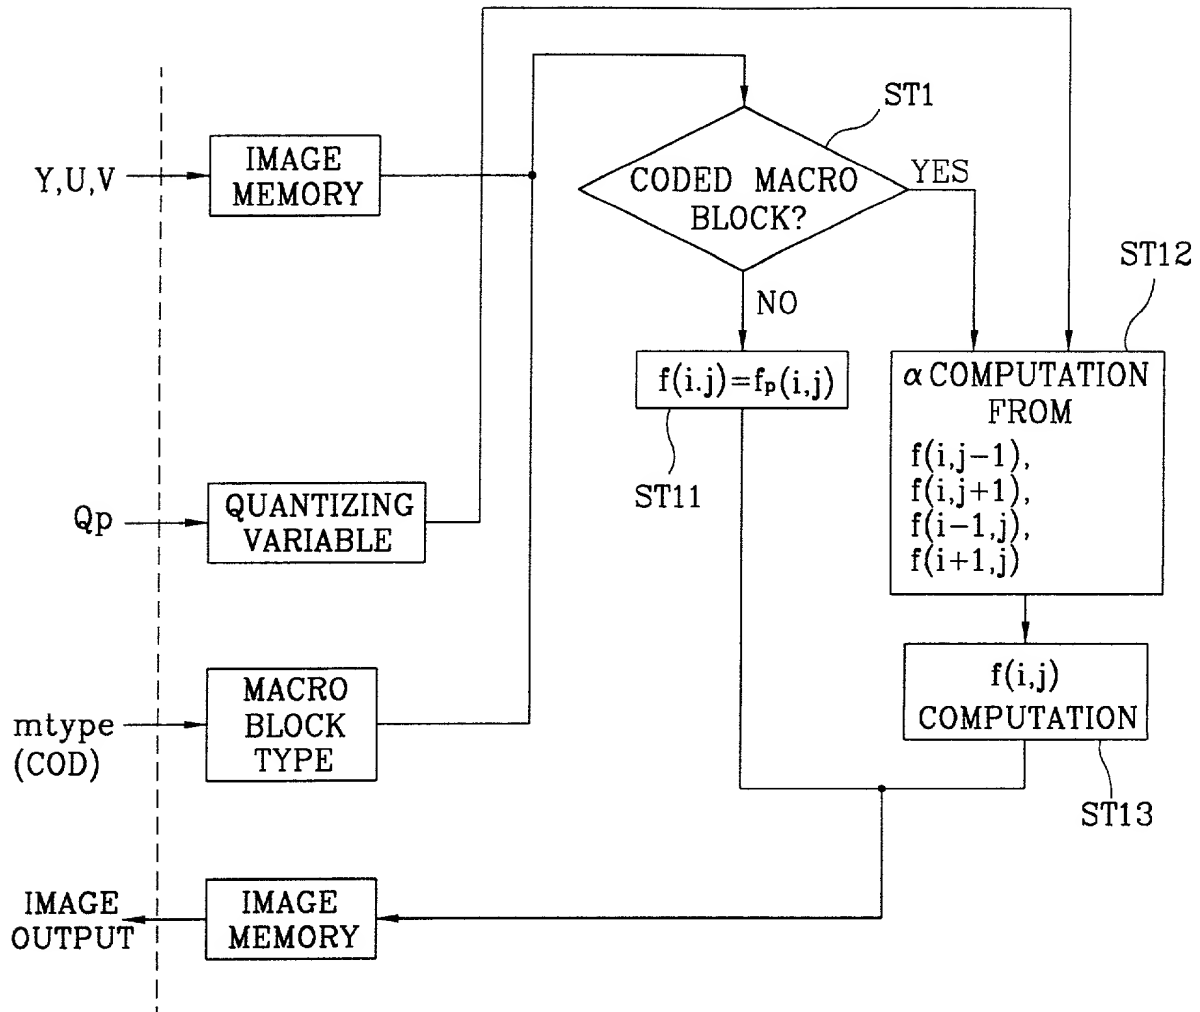 ST1
Y,U,V
IMAGE
MEMORY
CODED MACRO
BLOCK?
YES
NO
ST12
f(i.j)=fp(i,j)
ST11
α COMPUTATION
FROM
f(i,j−1),
f(i,j+1),
f(i−1,j),
f(i+1,j)
Qp
QUANTIZING
VARIABLE
f(i,j)
COMPUTATION
ST13
mtype
(COD)
MACRO
BLOCK
TYPE
IMAGE
OUTPUT
IMAGE
MEMORY